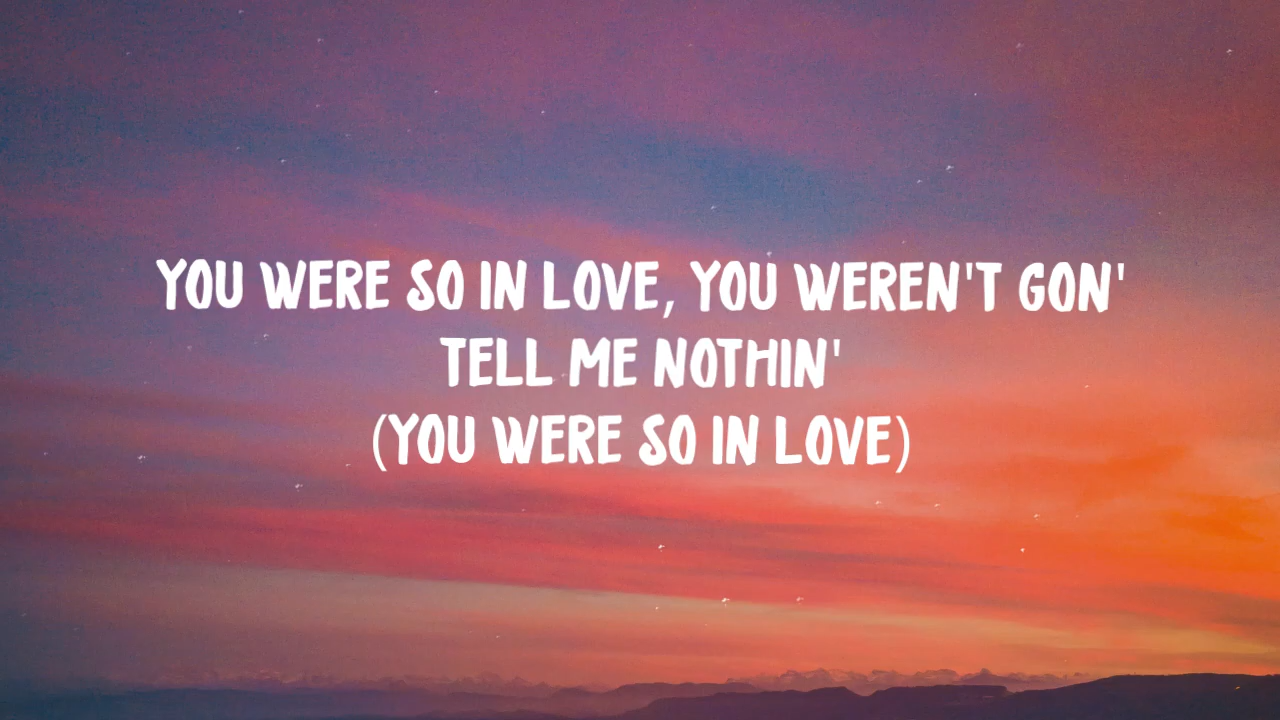 YOU WERE SO IN LOVE, YOU WEREN'T GON'
TELL ME NOTHIN'
(YOU WERE SO IN LOVE)